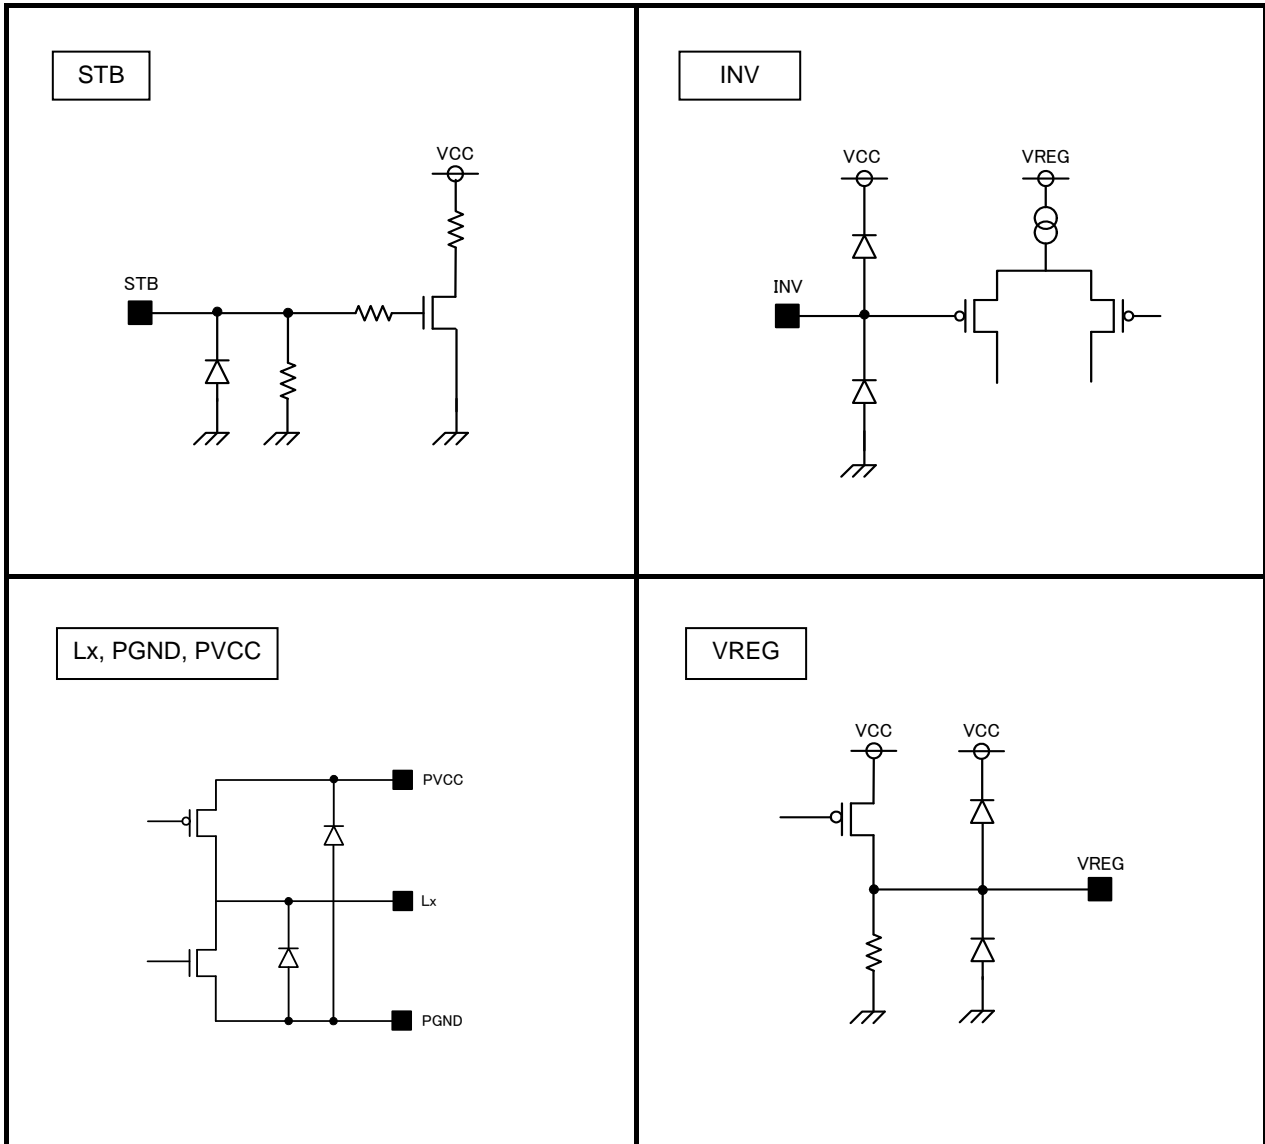 STB
VCC
STB
INV
VCC
VREG
INV
Lx, PGND, PVCC
PVCC
Lx
PGND
VREG
VCC
VCC
VREG